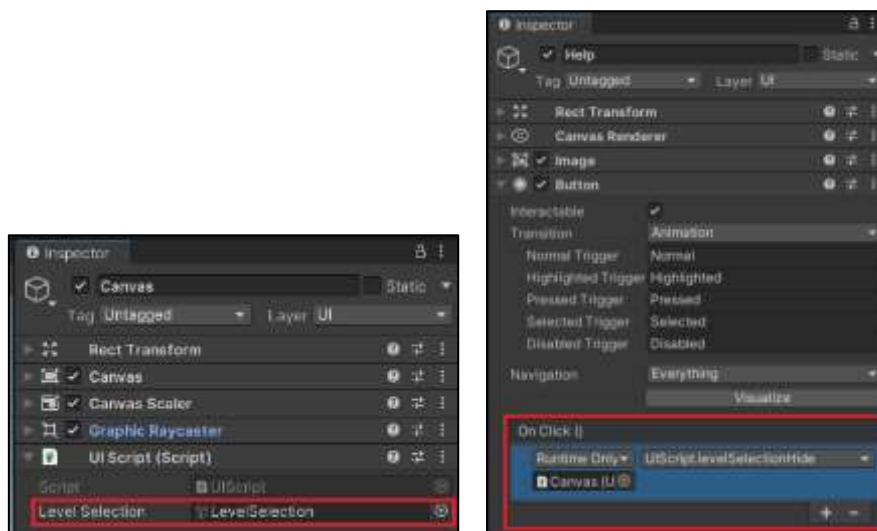 Inspector
Canvas
Static
Tag Untagged
Layer UI
Rect Transform
Canvas
Canvas Scaler
Graphic Raycaster
UI Script (Script)
Script UIScript
Level Selection LevelSelection
Inspector
Help
Static
Tag Untagged
Layer UI
Rect Transform
Canvas Renderer
Image
Button
Interactable
Transition Animation
Normal Trigger Normal
Highlighted Trigger Highlighted
Pressed Trigger Pressed
Selected Trigger Selected
Disabled Trigger Disabled
Navigation Everything
Visualize
On Click ()
Runtime Only UIScript.levelSelectionHide
Canvas (U